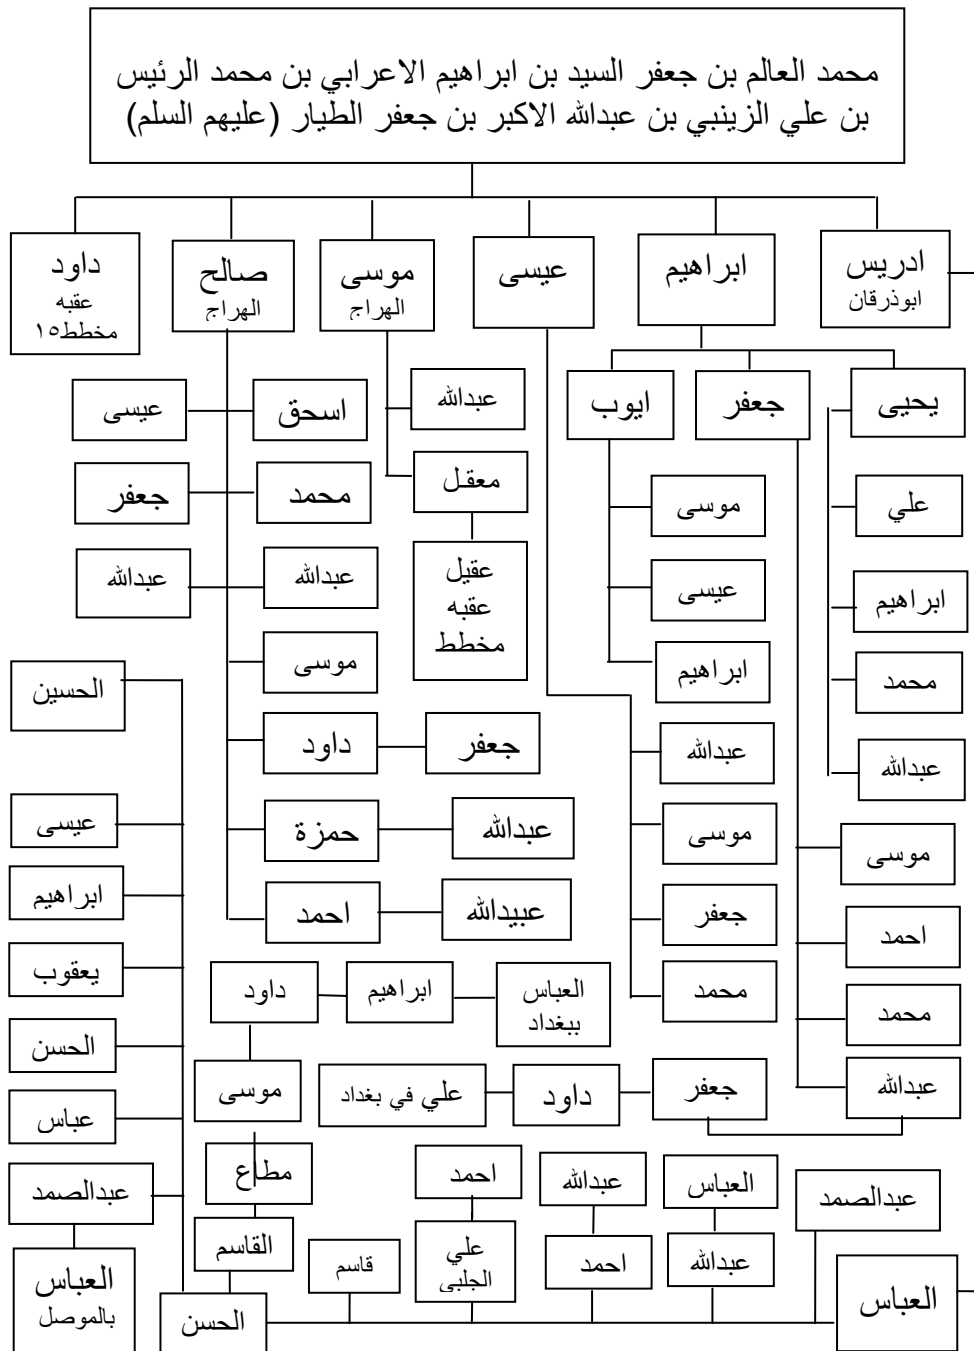 محمد العالم بن جعفر السيد بن ابراهيم الاعرابي بن محمد الرئيس
بن علي الزينبي بن عبدالله الاكبر بن جعفر الطيار (عليهم السلم)
ادريس
ابوذرقان
ابراهيم
عيسى
موسى
الهراج
صالح
الهراج
داود
عقبه
مخطط١٥
يحيى
جعفر
ايوب
عبدالله
اسحق
عيسى
علي
موسى
معقل
محمد
جعفر
ابراهيم
عيسى
عقيل
عقبه
مخطط
عبدالله
عبدالله
محمد
ابراهيم
موسى
الحسين
عبدالله
عبدالله
جعفر
داود
موسى
موسى
عبدالله
حمزة
عيسى
احمد
جعفر
عبيدالله
احمد
ابراهيم
محمد
محمد
العباس
ببغداد
ابراهيم
داود
يعقوب
الحسن
عبدالله
جعفر
داود
علي في بغداد
موسى
عباس
عبدالصمد
العباس
عبدالله
احمد
مطاع
عبدالصمد
العباس
عبدالله
احمد
علي
الجلبي
قاسم
القاسم
الحسن
العباس
بالموصل